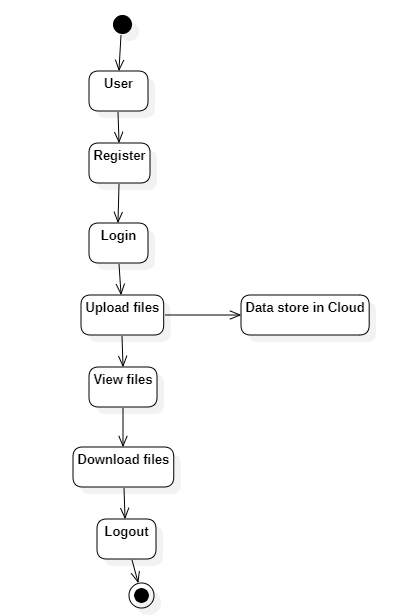 User
Register
Login
Upload files
Data store in Cloud
View files
Download files
Logout